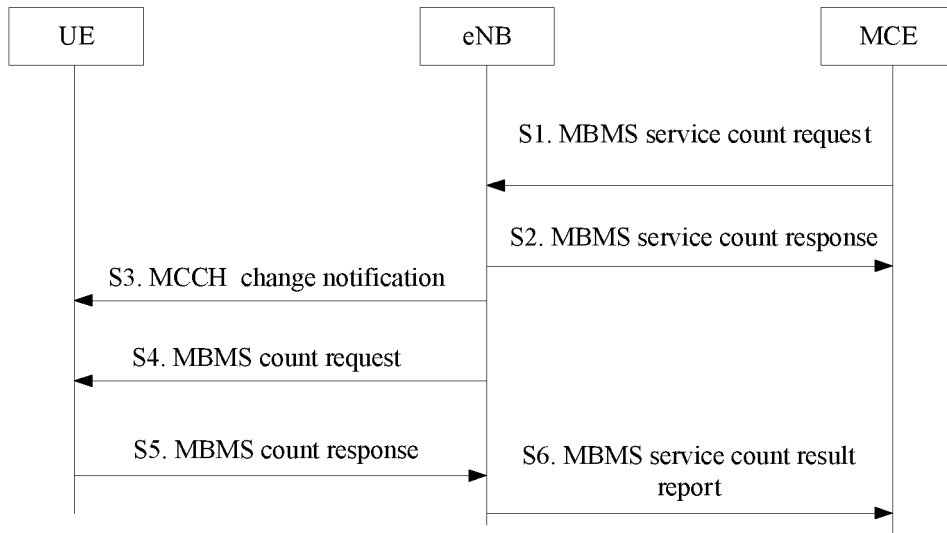 UE
eNB
MCE
S1. MBMS service count request
S2. MBMS service count response
S3. MCCH change notification
S4. MBMS count request
S5. MBMS count response
S6. MBMS service count result
report